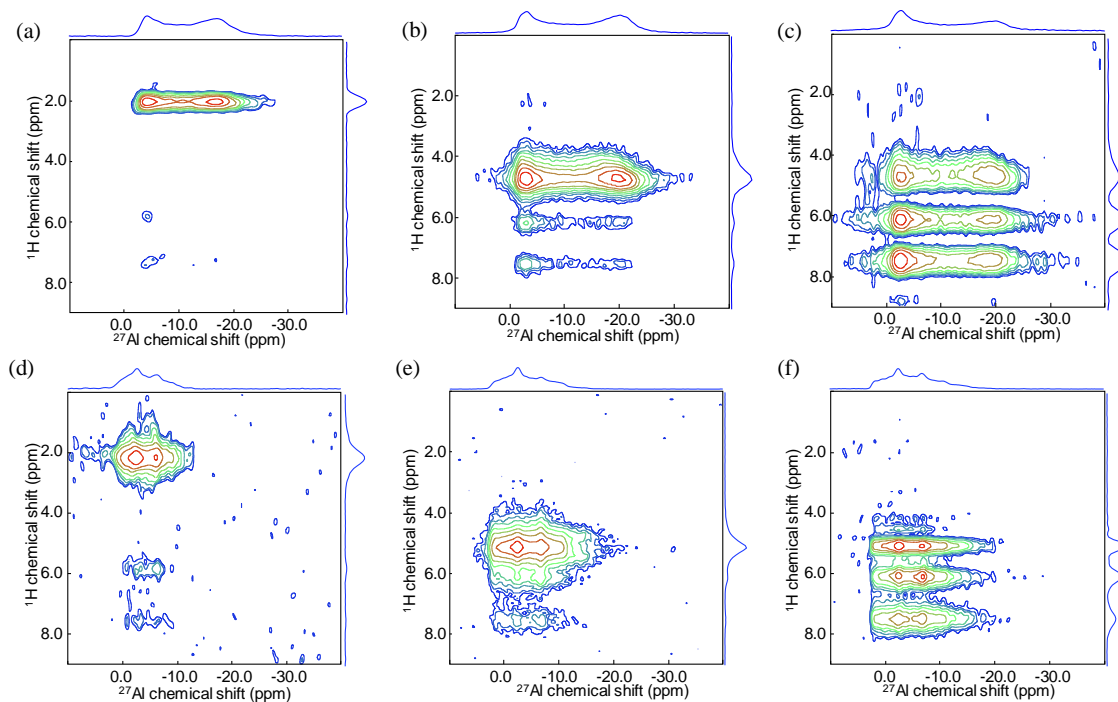 (a)
2.0
4.0
6.0
8.0
¹H chemical shift (ppm)
0.0 -10.0 -20.0 -30.0
²⁷Al chemical shift (ppm)
(b)
2.0
4.0
6.0
8.0
¹H chemical shift (ppm)
0.0 -10.0 -20.0 -30.0
²⁷Al chemical shift (ppm)
(c)
2.0
4.0
6.0
8.0
¹H chemical shift (ppm)
0.0 -10.0 -20.0 -30.0
²⁷Al chemical shift (ppm)
(d)
2.0
4.0
6.0
8.0
¹H chemical shift (ppm)
0.0 -10.0 -20.0 -30.0
²⁷Al chemical shift (ppm)
(e)
2.0
4.0
6.0
8.0
¹H chemical shift (ppm)
0.0 -10.0 -20.0 -30.0
²⁷Al chemical shift (ppm)
(f)
2.0
4.0
6.0
8.0
¹H chemical shift (ppm)
0.0 -10.0 -20.0 -30.0
²⁷Al chemical shift (ppm)